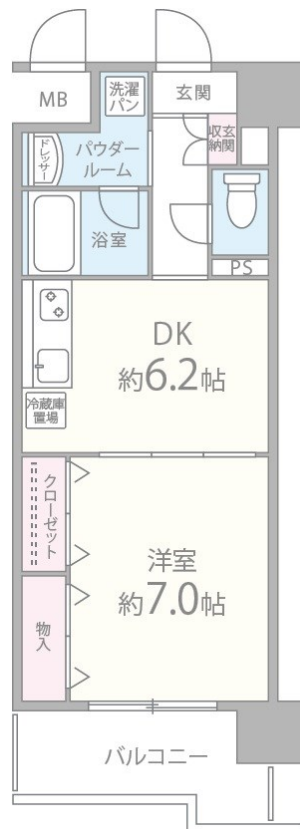 MB
洗濯
パン
玄関
ドレッサー
パウダー
ルーム
玄関
収納
浴室
PS
DK
約6.2帖
冷蔵庫
置場
クローゼット
洋室
約7.0帖
物入
バルコニー